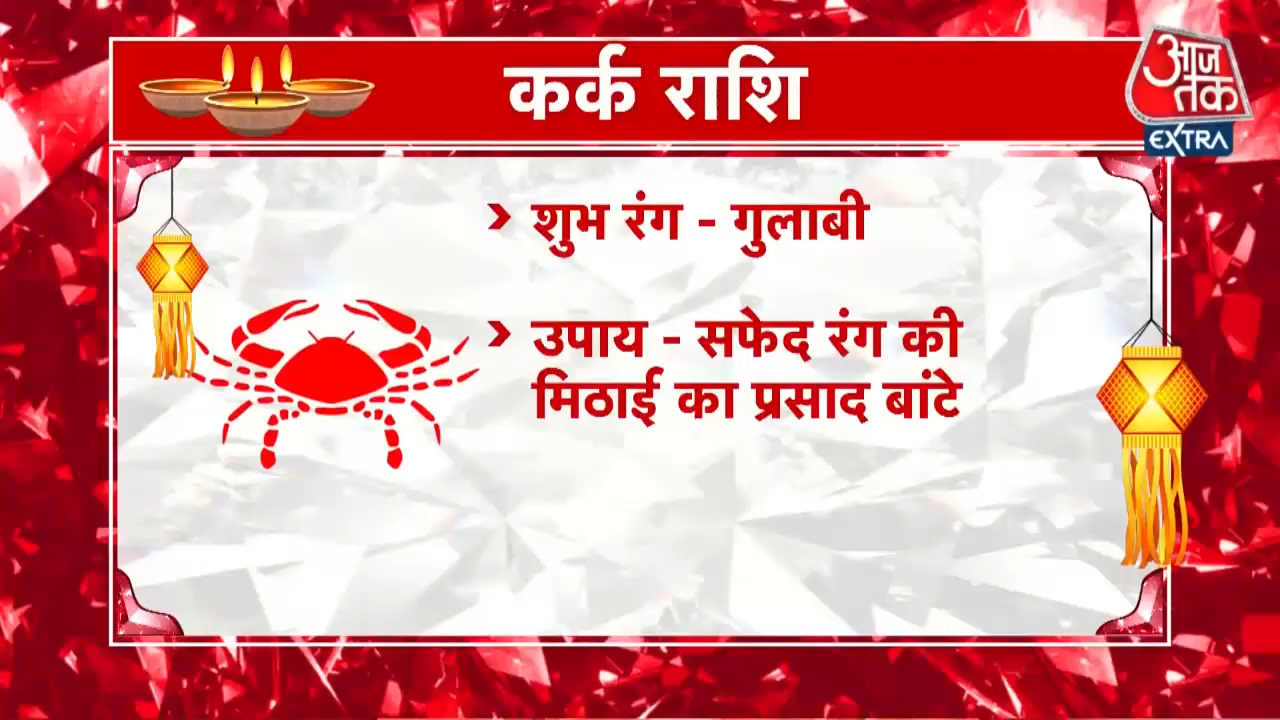 कर्क राशि
आज
तक
EXTRA
शुभ रंग - गुलाबी
उपाय - सफेद रंग की
मिठाई का प्रसाद बांटे